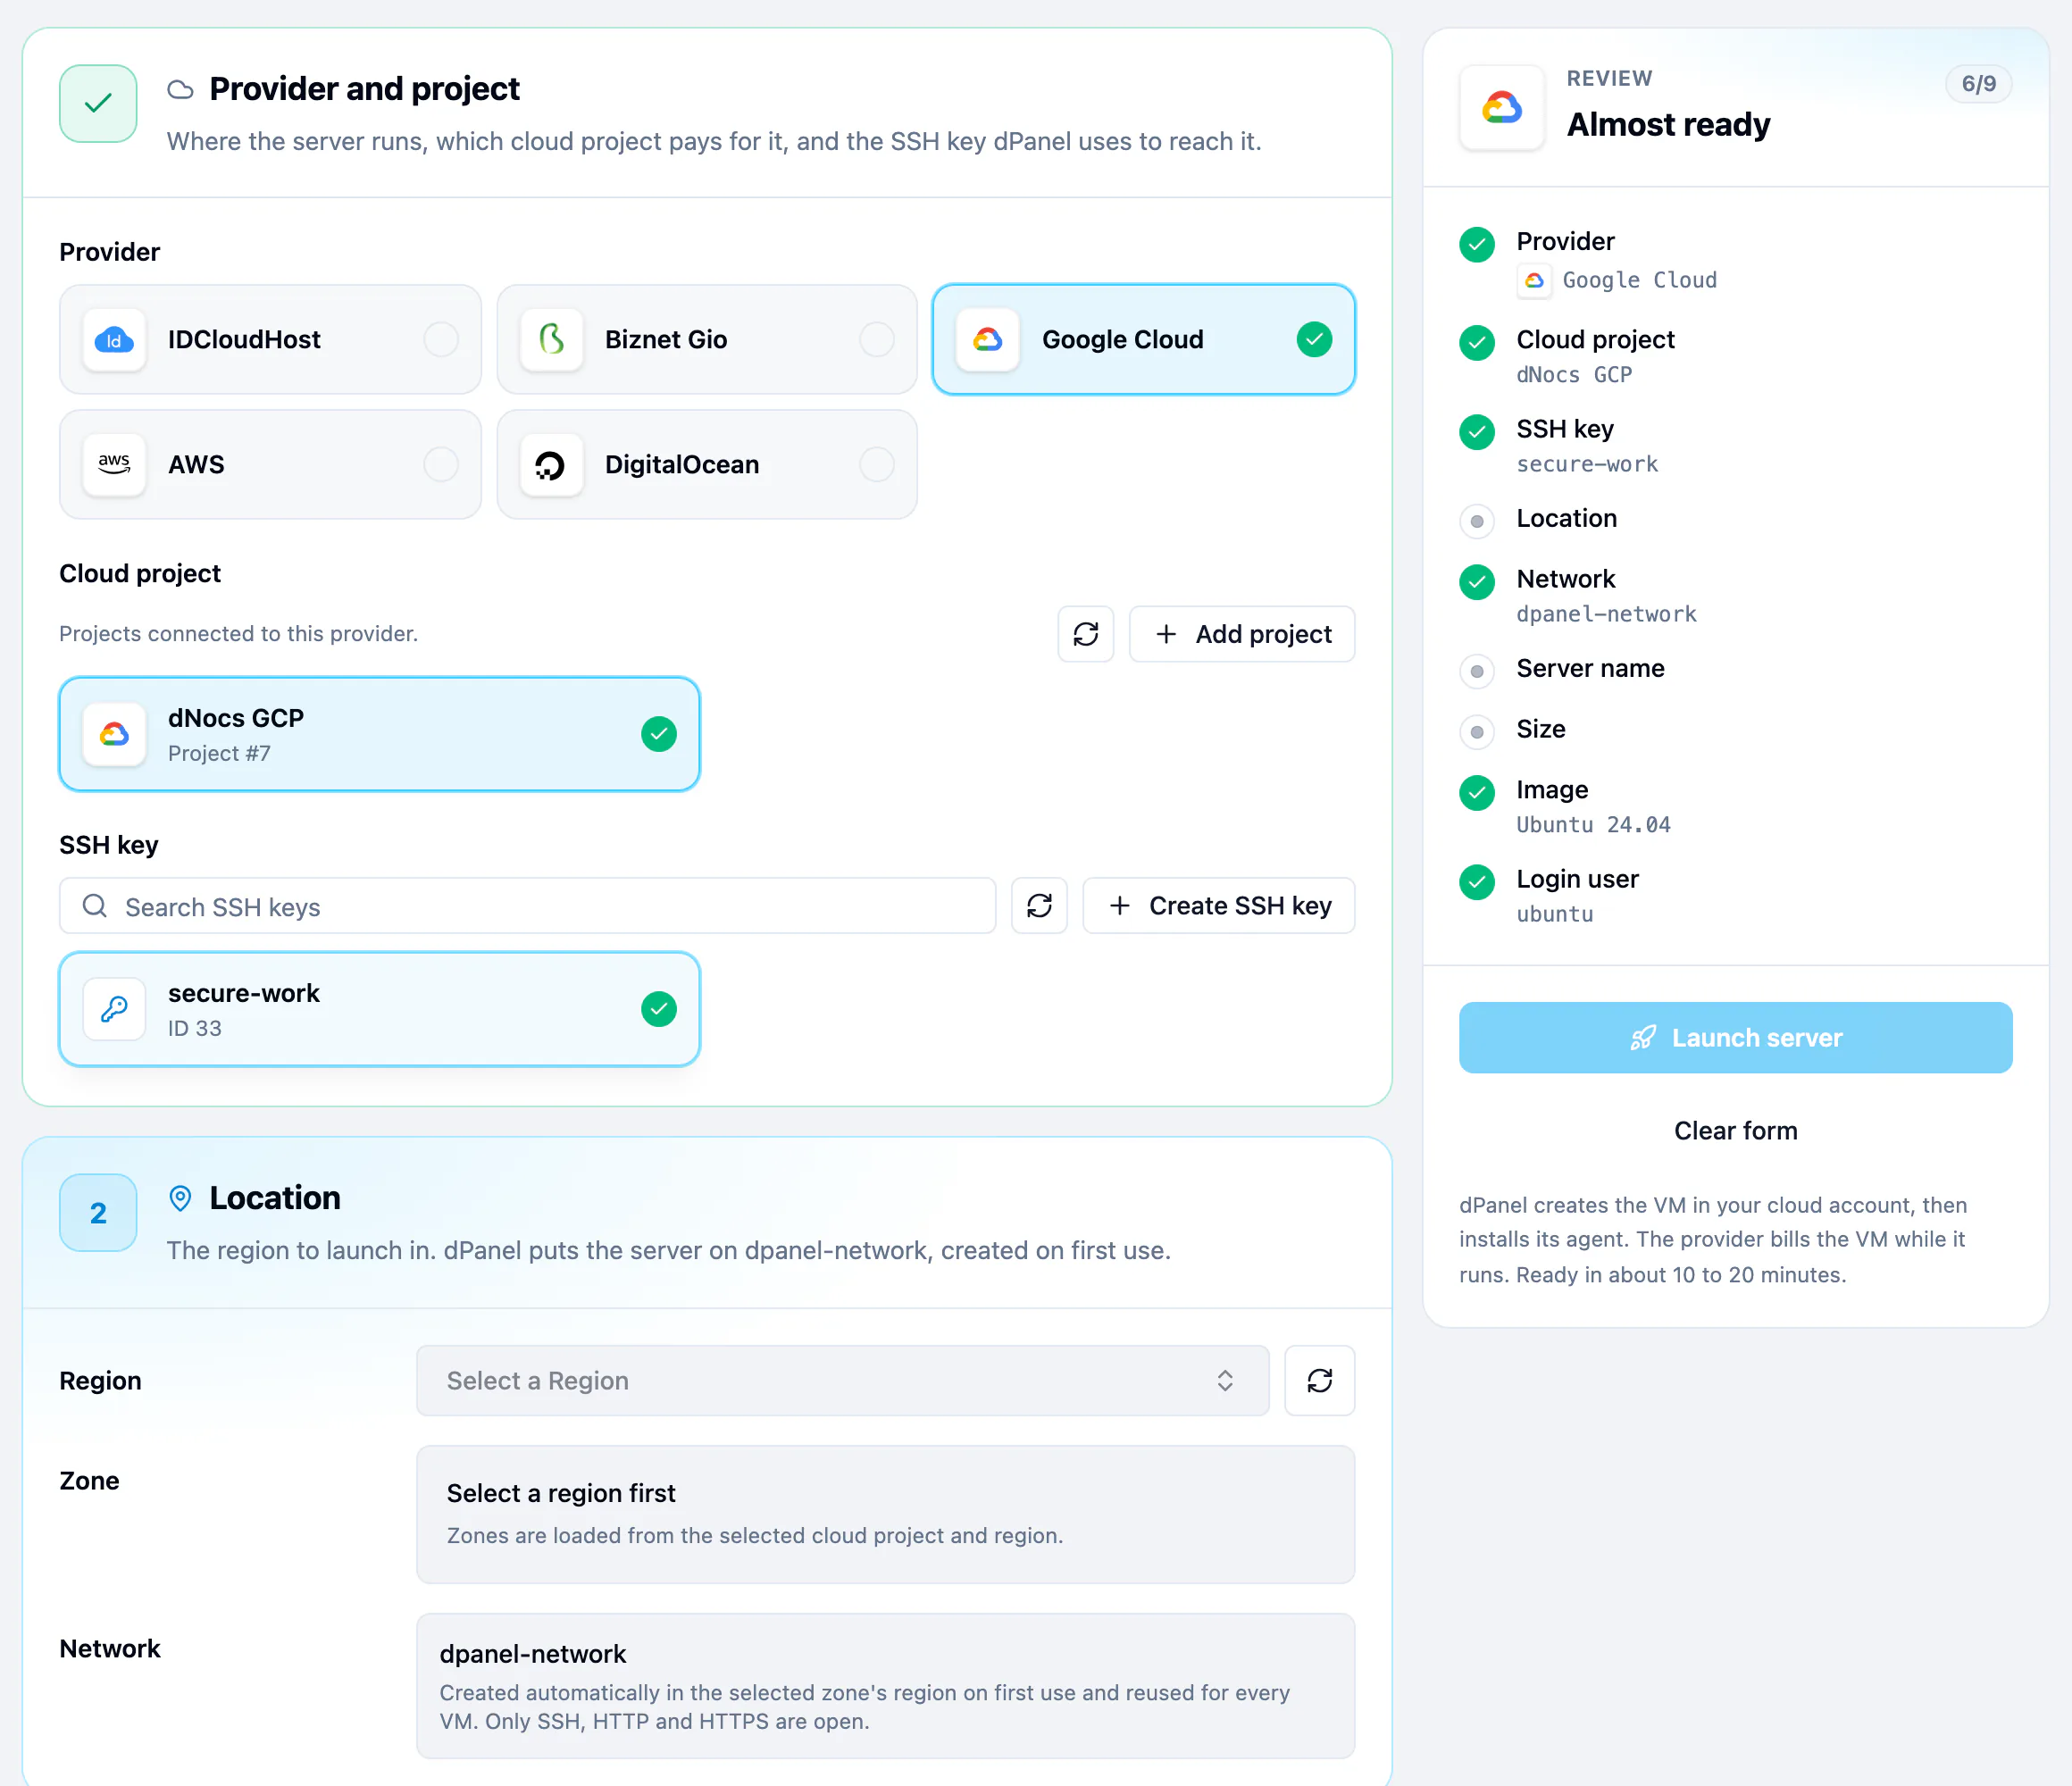 Provider and project
Where the server runs, which cloud project pays for it, and the SSH key dPanel uses to reach it.
Provider
Id
IDCloudHost
Biznet Gio
Google Cloud
aws
AWS
DigitalOcean
Cloud project
Projects connected to this provider.
Add project
dNocs GCP
Project #7
SSH key
Search SSH keys
Create SSH key
secure-work
ID 33
2
Location
The region to launch in. dPanel puts the server on dpanel-network, created on first use.
Region
Select a Region
Zone
Select a region first
Zones are loaded from the selected cloud project and region.
Network
dpanel-network
Created automatically in the selected zone's region on first use and reused for every
VM. Only SSH, HTTP and HTTPS are open.
REVIEW
6/9
Almost ready
Provider
Google Cloud
Cloud project
dNocs GCP
SSH key
secure-work
Location
Network
dpanel-network
Server name
Size
Image
Ubuntu 24.04
Login user
ubuntu
Launch server
Clear form
dPanel creates the VM in your cloud account, then
installs its agent. The provider bills the VM while it
runs. Ready in about 10 to 20 minutes.